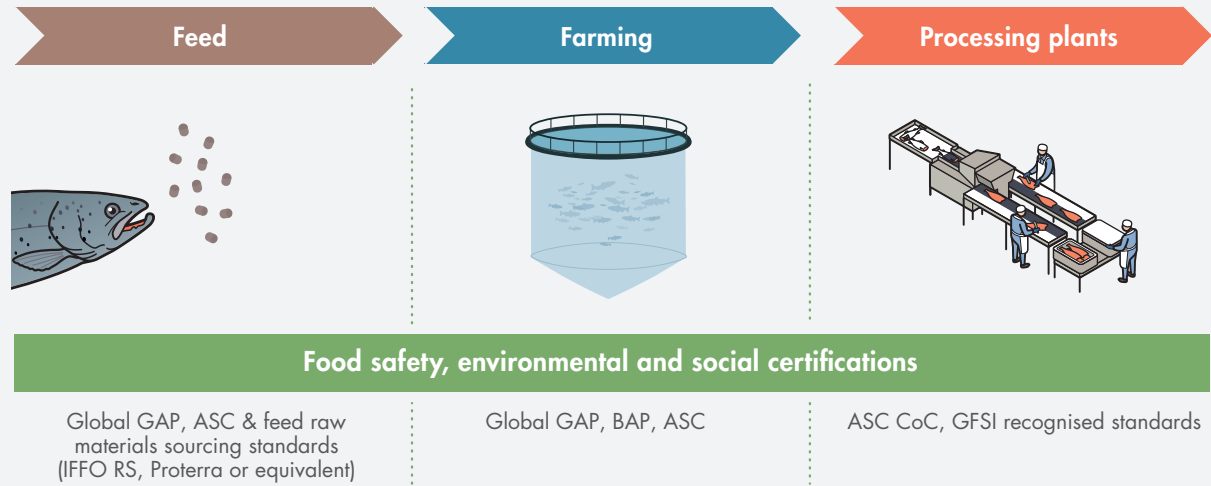 Feed
Farming
Processing plants
Food safety, environmental and social certifications
Global GAP, ASC & feed raw
materials sourcing standards
(IFFO RS, Proterra or equivalent)
Global GAP, BAP, ASC
ASC CoC, GFSI recognised standards